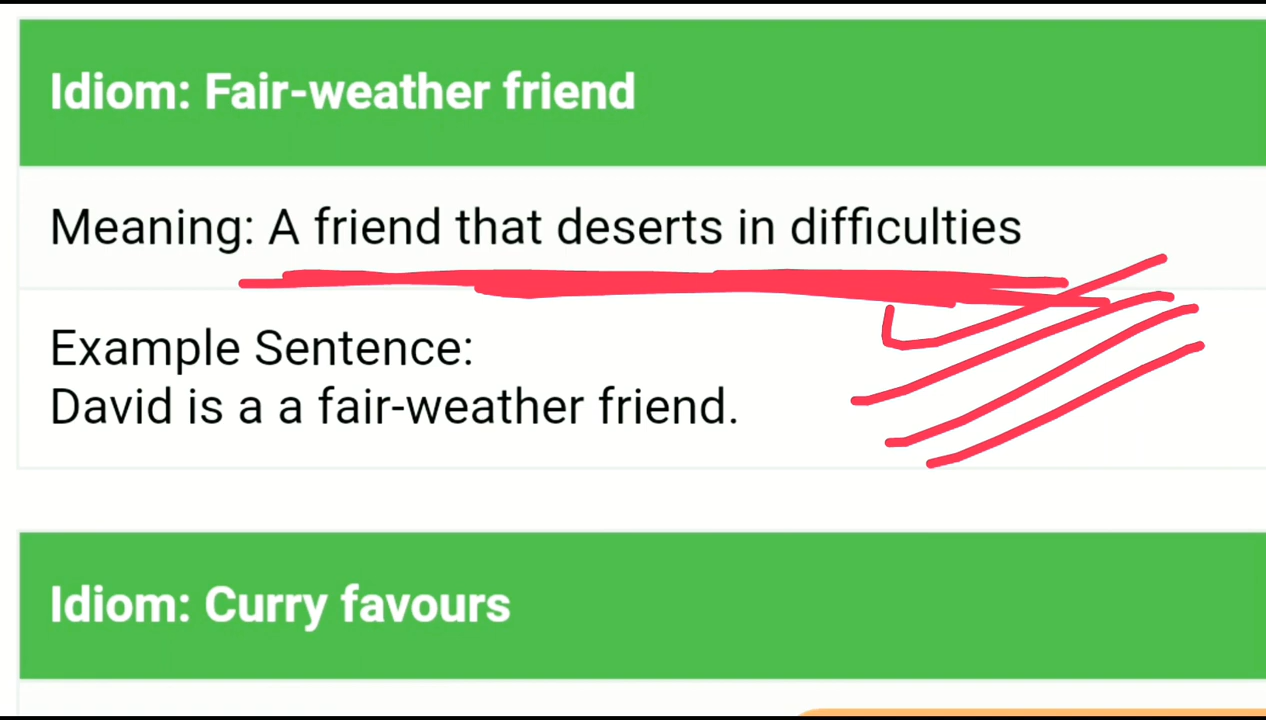 Idiom: Fair-weather friend
Meaning: A friend that deserts in difficulties
Example Sentence:
David is a a fair-weather friend.
Idiom: Curry favours